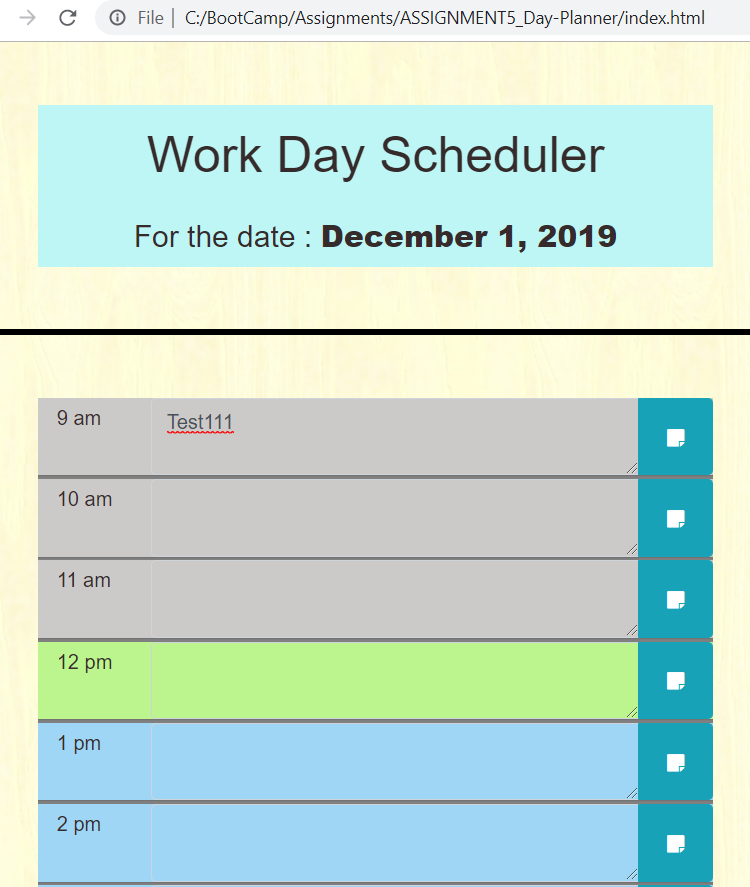 File | C:/BootCamp/Assignments/ASSIGNMENT5_Day-Planner/index.html
Work Day Scheduler
For the date : December 1, 2019
9 am Test111
10 am
11 am
12 pm
1 pm
2 pm